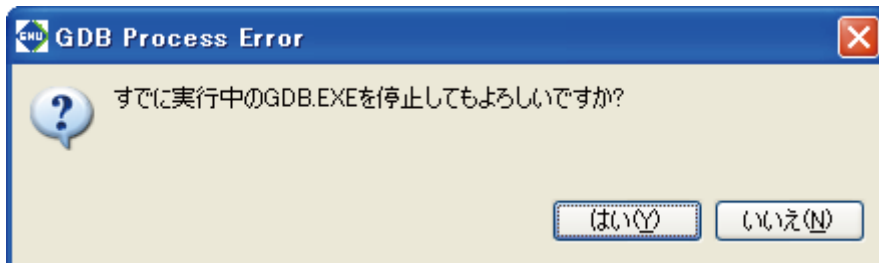 GNU GDB Process Error
すでに実行中のGDB.EXEを停止してもよろしいですか?
はい(Y) いいえ(N)